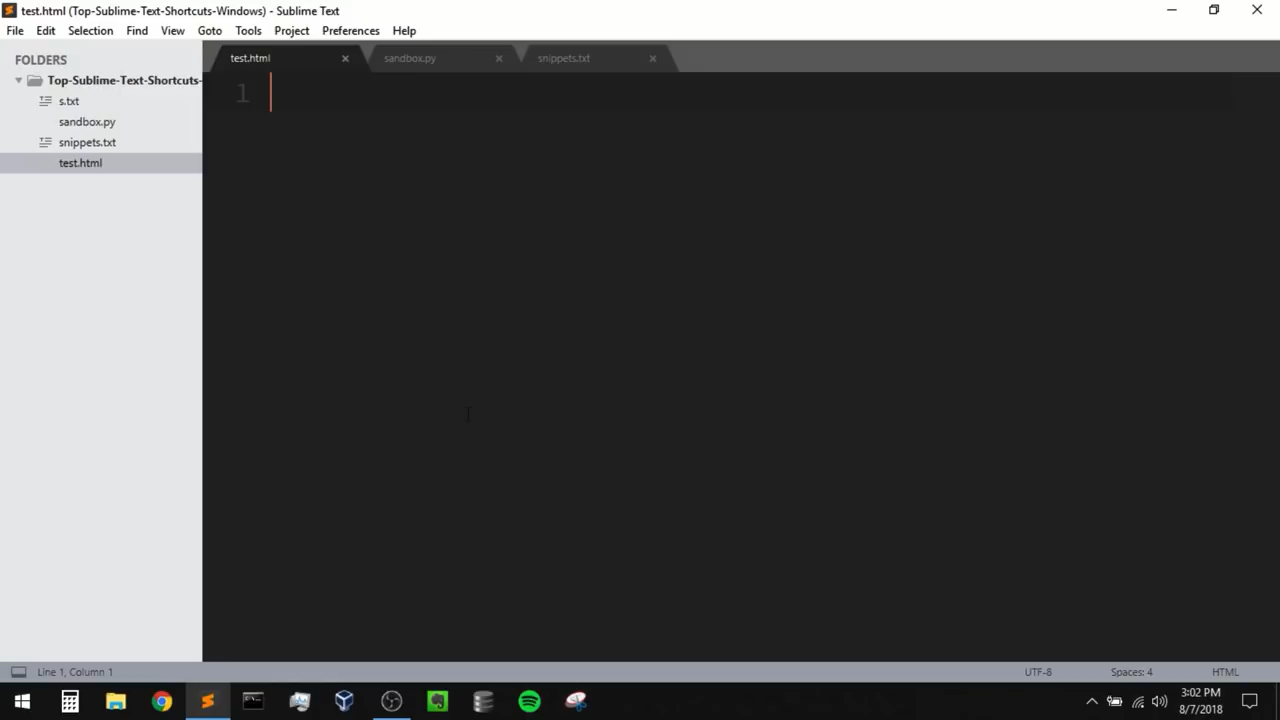 test.html (Top-Sublime-Text-Shortcuts-Windows) - Sublime Text
File Edit Selection Find View Goto Tools Project Preferences Help
FOLDERS
Top-Sublime-Text-Shortcuts-
s.txt
sandbox.py
snippets.txt
test.html
test.html sandbox.py snippets.txt
1
Line 1, Column 1 UTF-8 Spaces: 4 HTML
3:02 PM
8/7/2018